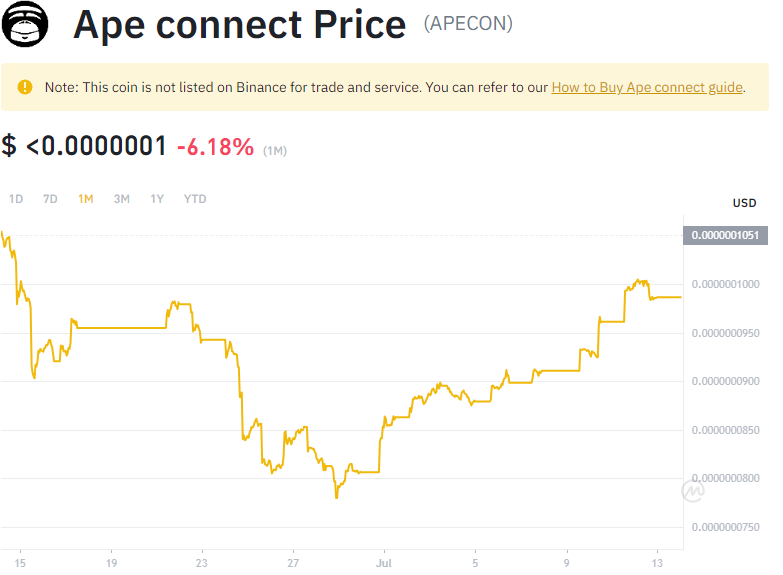 Ape connect Price (APECON)
Note: This coin is not listed on Binance for trade and service. You can refer to our How to Buy Ape connect guide.
$ <0.0000001 -6.18% (1M)
1D 7D 1M 3M 1Y YTD
USD
0.0000001051
0.0000001000
0.0000000950
0.0000000900
0.0000000850
0.0000000800
0.0000000750
15 19 23 27 Jul 5 9 13